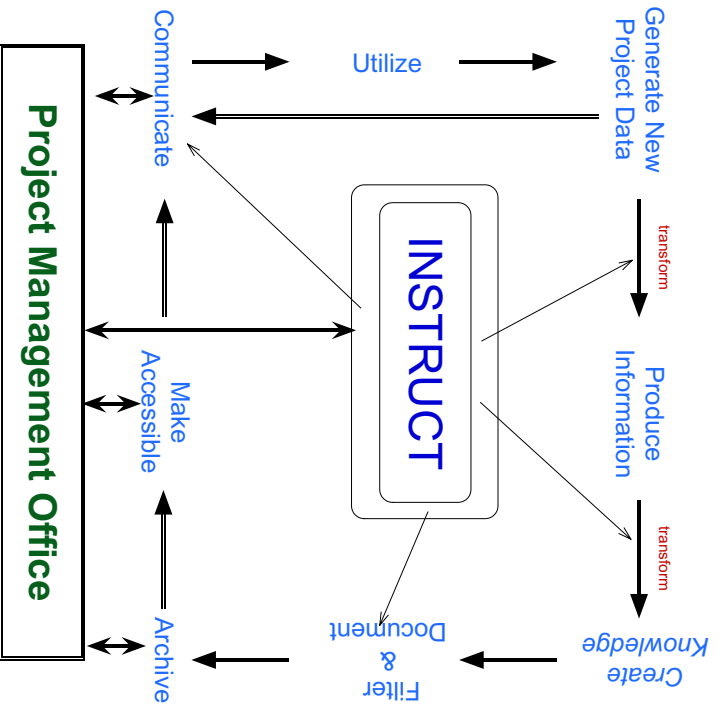 Generate New
Project Data
transform
Produce
Information
transform
Create
Knowledge
Utilize
INSTRUCT
Filter
&
Document
Communicate
Make
Accessible
Archive
Project Management Office